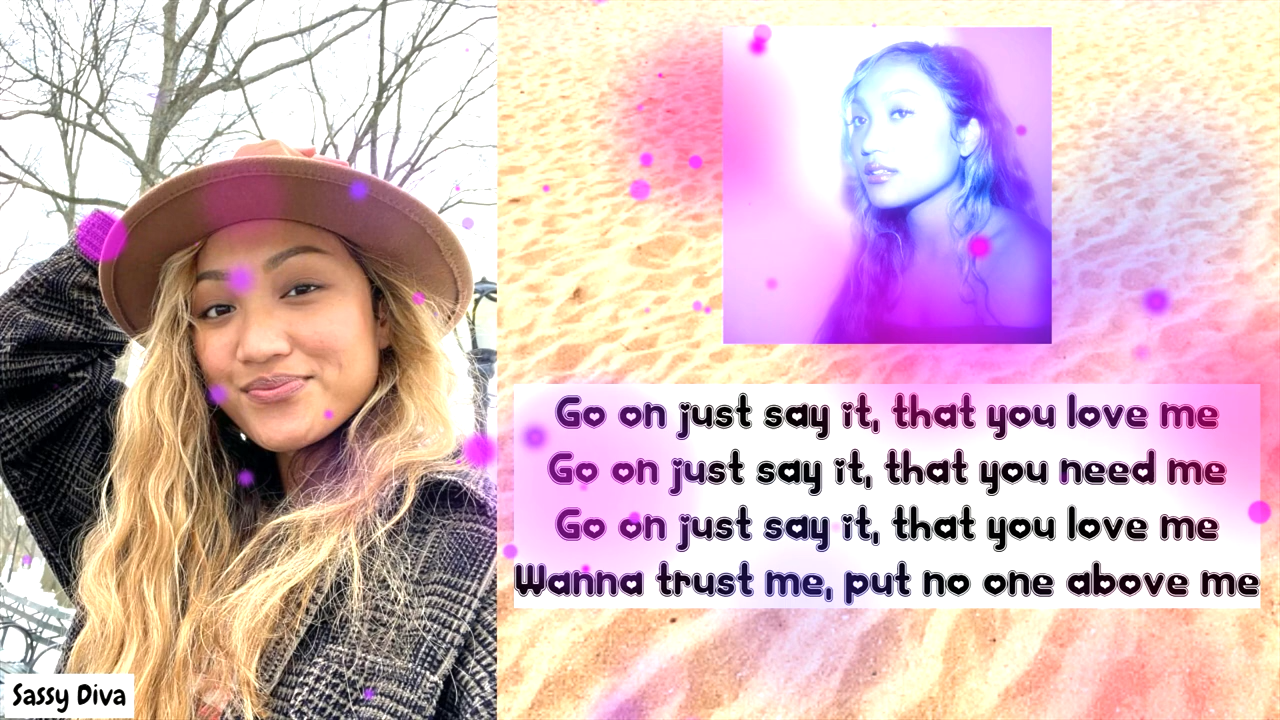 Go on just say it, that you love me
Go on just say it, that you need me
Go on just say it, that you love me
Wanna trust me, put no one above me
Sassy Diva